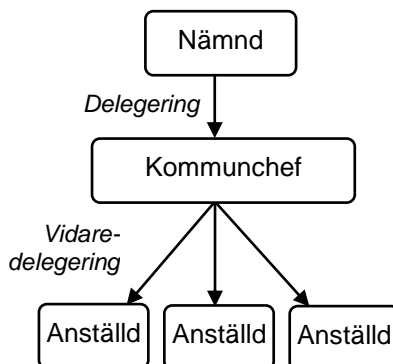 Nämnd
Delegering
Kommunchef
Vidare-
delegering
Anställd Anställd Anställd